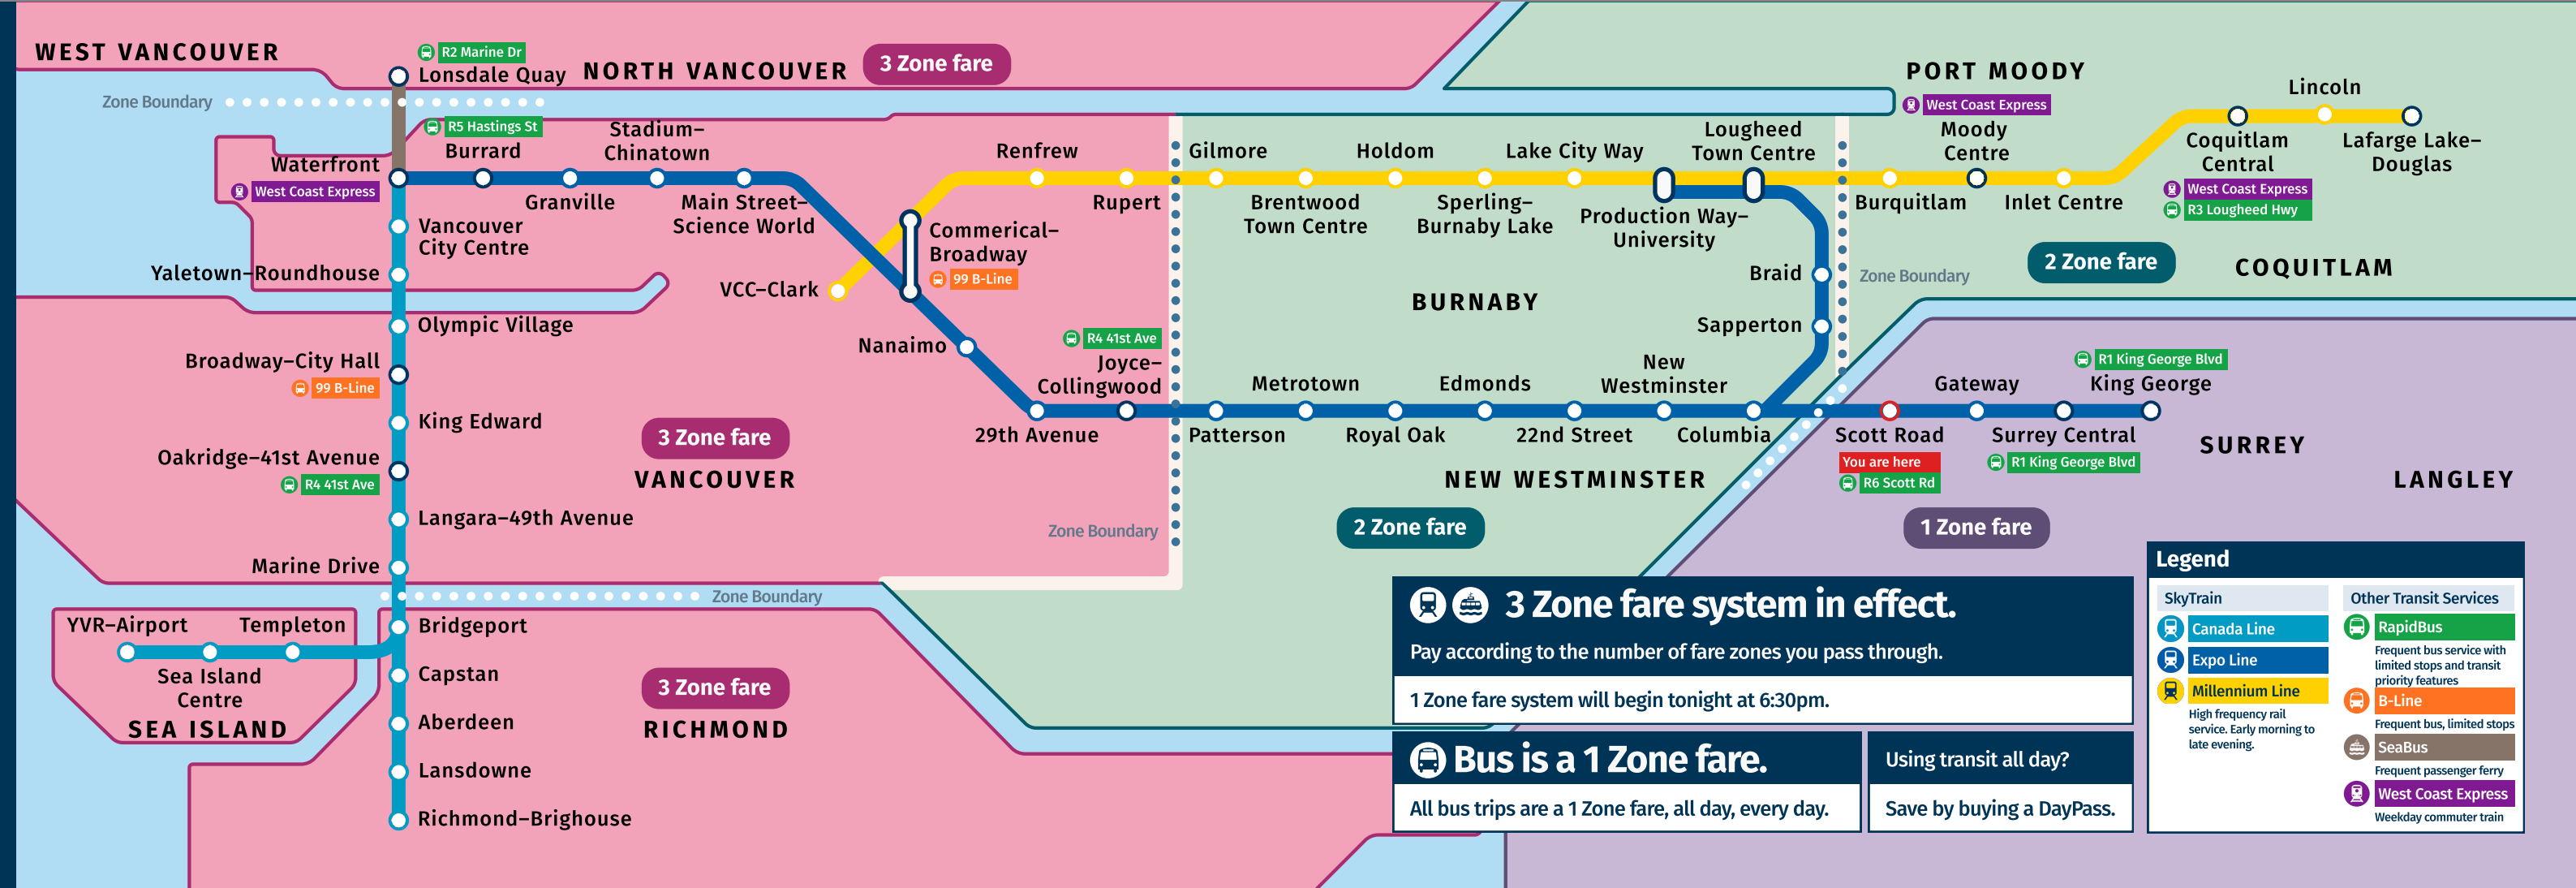 WEST VANCOUVER
R2 Marine Dr
Lonsdale Quay
NORTH VANCOUVER
3 Zone fare
Zone Boundary
R5 Hastings St
Waterfront
West Coast Express
Burrard
Granville
Stadium–
Chinatown
Main Street–
Science World
Vancouver
City Centre
Yaletown–Roundhouse
Olympic Village
Broadway–City Hall
99 B-Line
King Edward
Oakridge–41st Avenue
R4 41st Ave
Langara–49th Avenue
Marine Drive
Zone Boundary
YVR–Airport
Templeton
Sea Island
Centre
SEA ISLAND
Bridgeport
Capstan
Aberdeen
Lansdowne
Richmond–Brighouse
3 Zone fare
RICHMOND
3 Zone fare
VANCOUVER
VCC–Clark
Commerical–
Broadway
99 B-Line
Nanaimo
29th Avenue
R4 41st Ave
Joyce–
Collingwood
Zone Boundary
Renfrew
Rupert
Gilmore
Brentwood
Town Centre
Holdom
Sperling–
Burnaby Lake
Lake City Way
Production Way–
University
Lougheed
Town Centre
BURNABY
Braid
Sapperton
Zone Boundary
Patterson
Metrotown
Royal Oak
Edmonds
22nd Street
New
Westminster
Columbia
NEW WESTMINSTER
2 Zone fare
PORT MOODY
West Coast Express
Moody
Centre
Burquitlam
Inlet Centre
Coquitlam
Central
West Coast Express
R3 Lougheed Hwy
Lincoln
Lafarge Lake–
Douglas
2 Zone fare
COQUITLAM
Scott Road
You are here
R6 Scott Rd
Gateway
Surrey Central
R1 King George Blvd
R1 King George Blvd
King George
SURREY
LANGLEY
1 Zone fare
3 Zone fare system in effect.
Pay according to the number of fare zones you pass through.
1 Zone fare system will begin tonight at 6:30pm.
Bus is a 1 Zone fare.
All bus trips are a 1 Zone fare, all day, every day.
Using transit all day?
Save by buying a DayPass.
Legend
SkyTrain
Canada Line
Expo Line
Millennium Line
High frequency rail
service. Early morning to
late evening.
Other Transit Services
RapidBus
Frequent bus service with
limited stops and transit
priority features
B-Line
Frequent bus, limited stops
SeaBus
Frequent passenger ferry
West Coast Express
Weekday commuter train